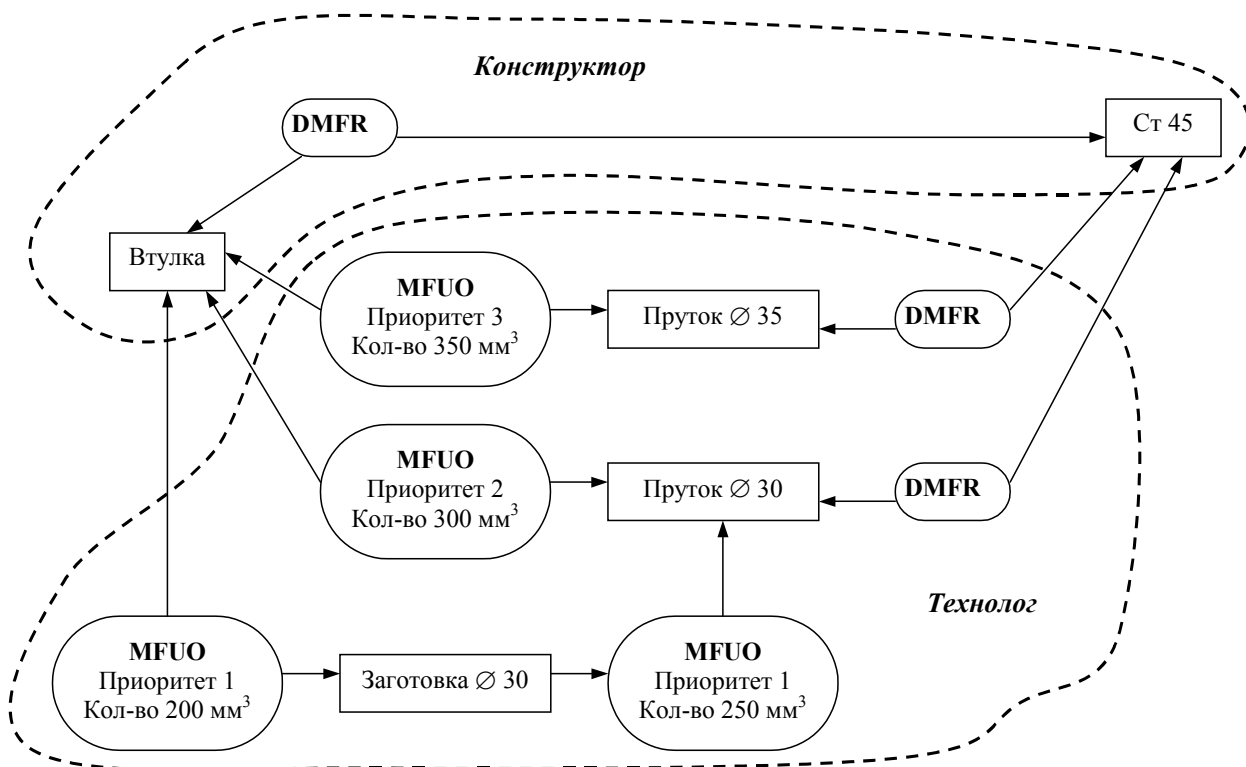 Конструктор
DMFR
Ст 45
Втулка
MFUO
Приоритет 3
Кол-во 350 мм³
Пруток ∅ 35
DMFR
MFUO
Приоритет 2
Кол-во 300 мм³
Пруток ∅ 30
DMFR
Технолог
MFUO
Приоритет 1
Кол-во 200 мм³
Заготовка ∅ 30
MFUO
Приоритет 1
Кол-во 250 мм³